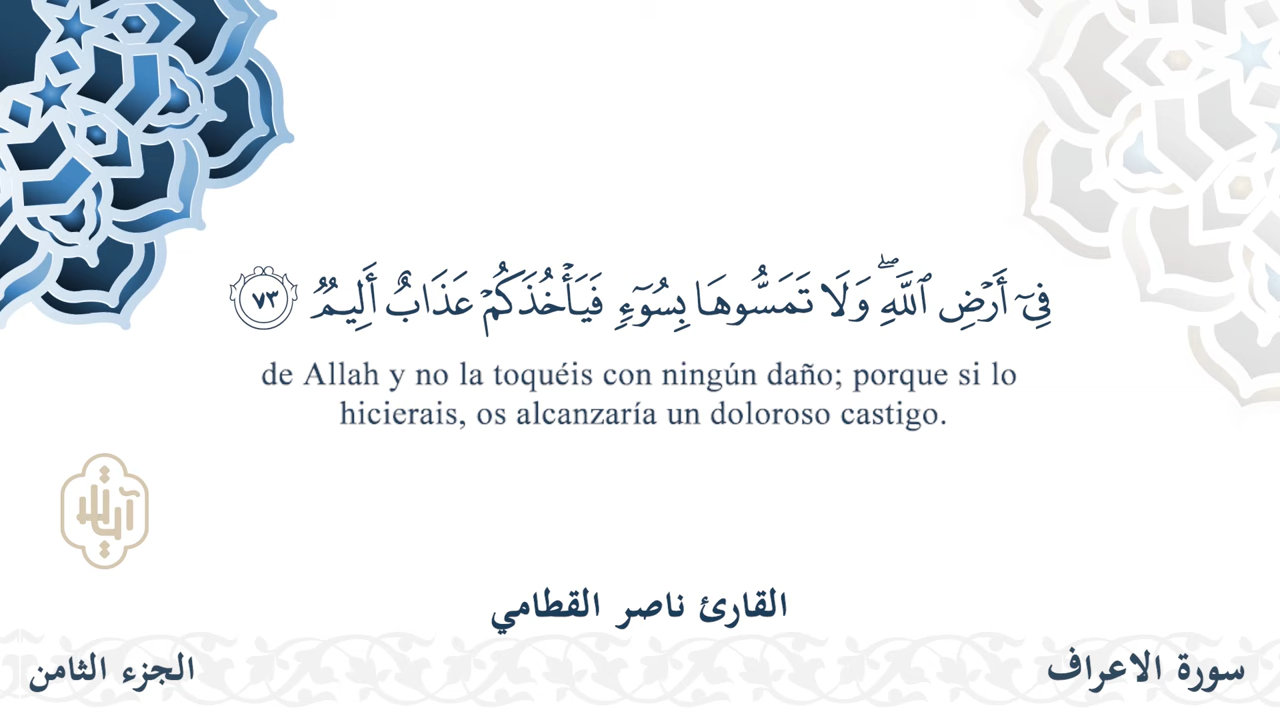 فِىٓ أَرْضِ ٱللَّهِ ۖ وَلَا تَمَسُّوهَا بِسُوٓءٍ فَيَأْخُذَكُمْ عَذَابٌ أَلِيمٌ ٧٣
de Allah y no la toquéis con ningún daño; porque si lo
hicierais, os alcanzaría un doloroso castigo.
القارئ ناصر القطامي
سورة الاعراف
الجزء الثامن